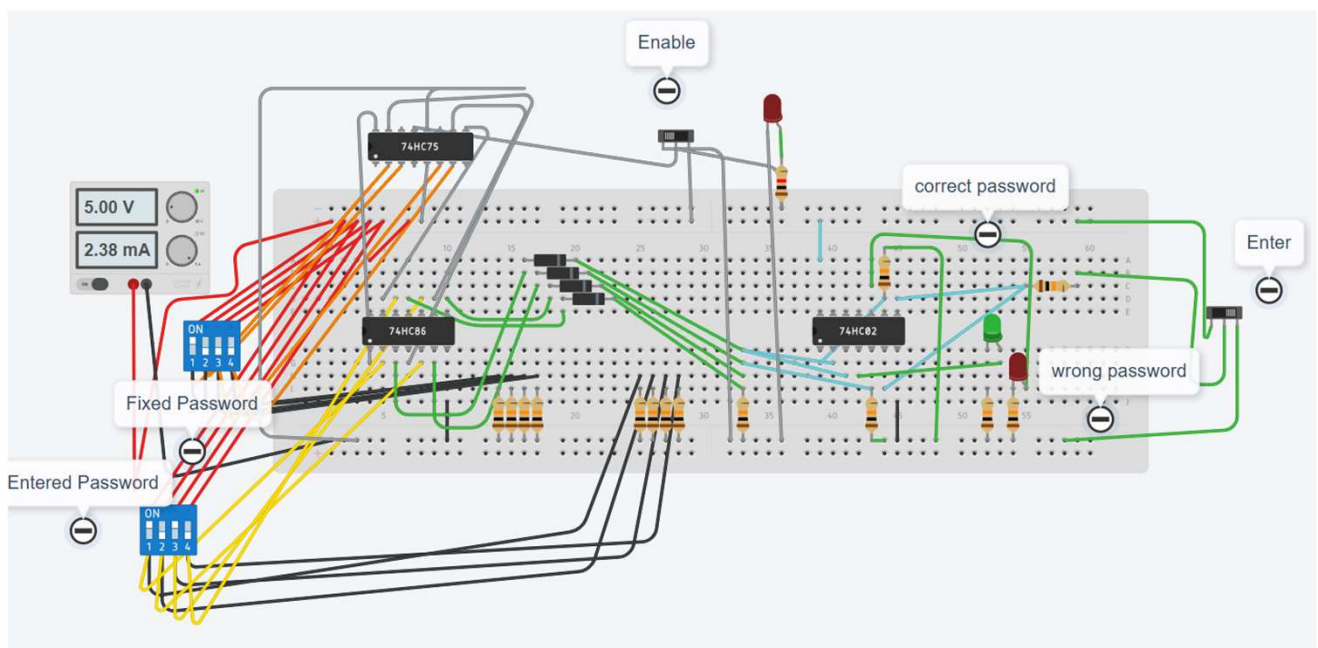 Enable
74HC75
correct password
5.00 V
2.38 mA
Enter
10
15
20
30
40
50
60
A
B
C
D
E
74HC86
74HC02
ON
1 2 3 4
wrong password
Fixed Password
5
20
25
30
35
40
45
50
55
60
J
Entered Password
ON
1 2 3 4